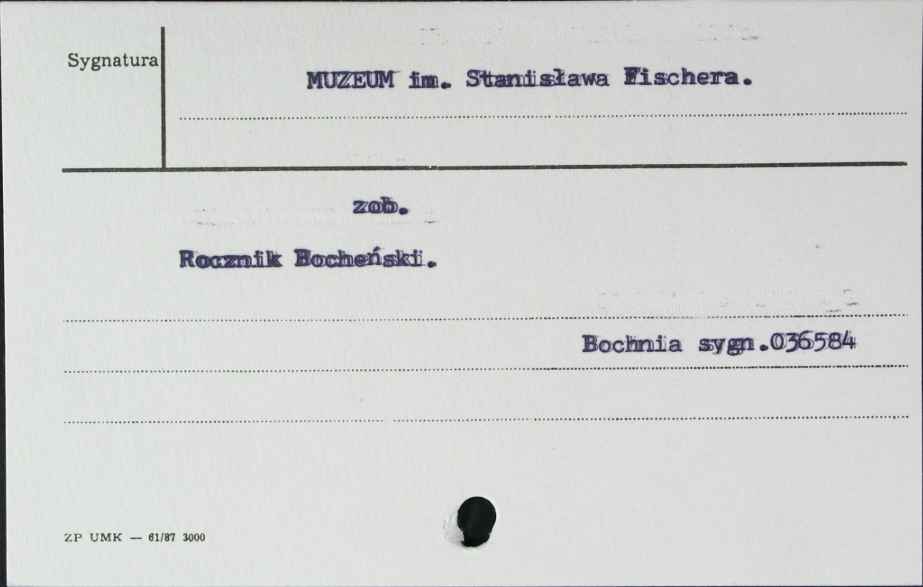 Sygnatura
MUZEUM im. Stanisława Fischera.
zob.
Rocznik Bocheński.
Bochnia sygn.036584
ZP UMK — 61/87 3000